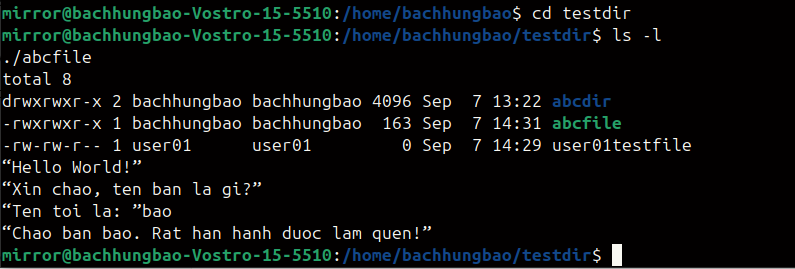 mirror@bachhungbao-Vostro-15-5510:/home/bachhungbao$ cd testdir
mirror@bachhungbao-Vostro-15-5510:/home/bachhungbao/testdir$ ls -l
./abcfile
total 8
drwxrwxr-x 2 bachhungbao bachhungbao 4096 Sep  7 13:22 abcdir
-rwxrwxr-x 1 bachhungbao bachhungbao  163 Sep  7 14:31 abcfile
-rw-rw-r-- 1 user01      user01         0 Sep  7 14:29 user01testfile
“Hello World!”
“Xin chao, ten ban la gi?”
“Ten toi la: ”bao
“Chao ban bao. Rat han hanh duoc lam quen!”
mirror@bachhungbao-Vostro-15-5510:/home/bachhungbao/testdir$